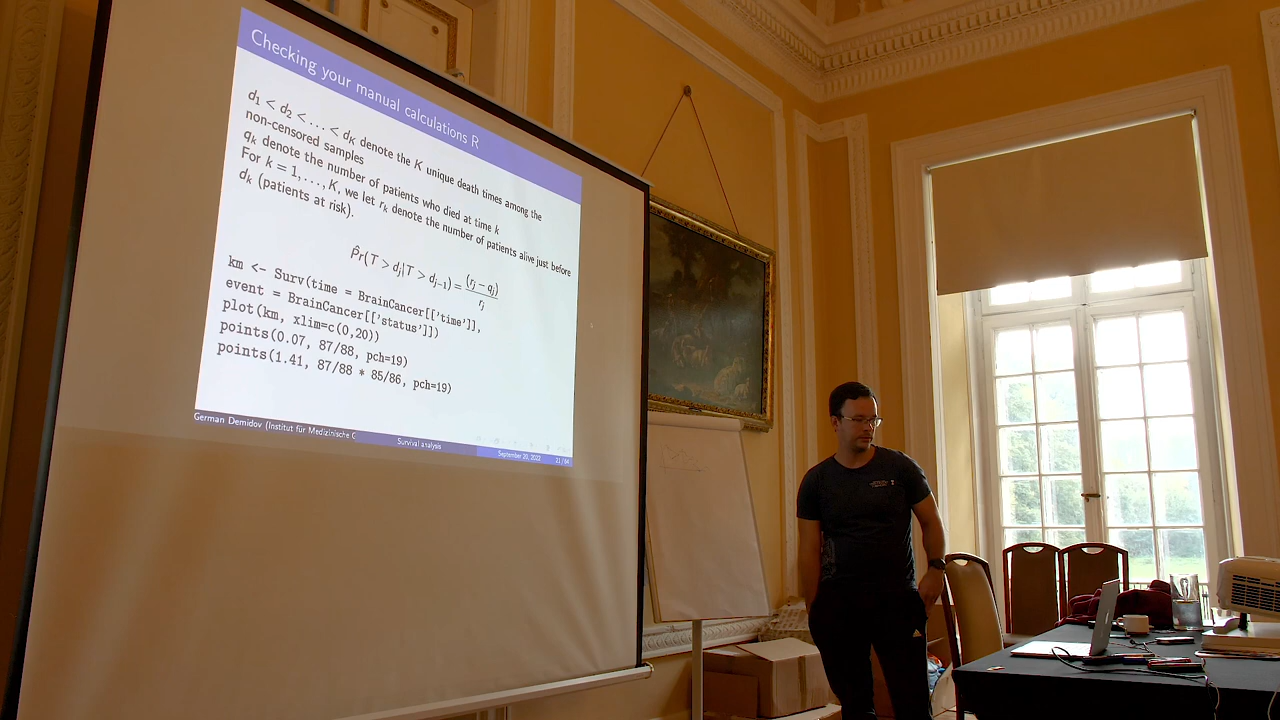 Checking your manual calculations R
d₁ < d₂ < … < d_K denote the K unique death times among the
non-censored samples
q_k denote the number of patients who died at time k
For k = 1, …, K, we let r_k denote the number of patients alive just before
d_k (patients at risk).
p̂r(T > d_j|T > d_{j−1}) = (r_j − q_j) / r_j
km <- Surv(time = BrainCancer[['time']],
event = BrainCancer[['status']])
plot(km, xlim=c(0,20))
points(0.07, 87/88, pch=19)
points(1.41, 87/88 * 85/86, pch=19)
German Demidov (Institut für Medizinische G
Survival analysis
September 20, 2022
21 / 64